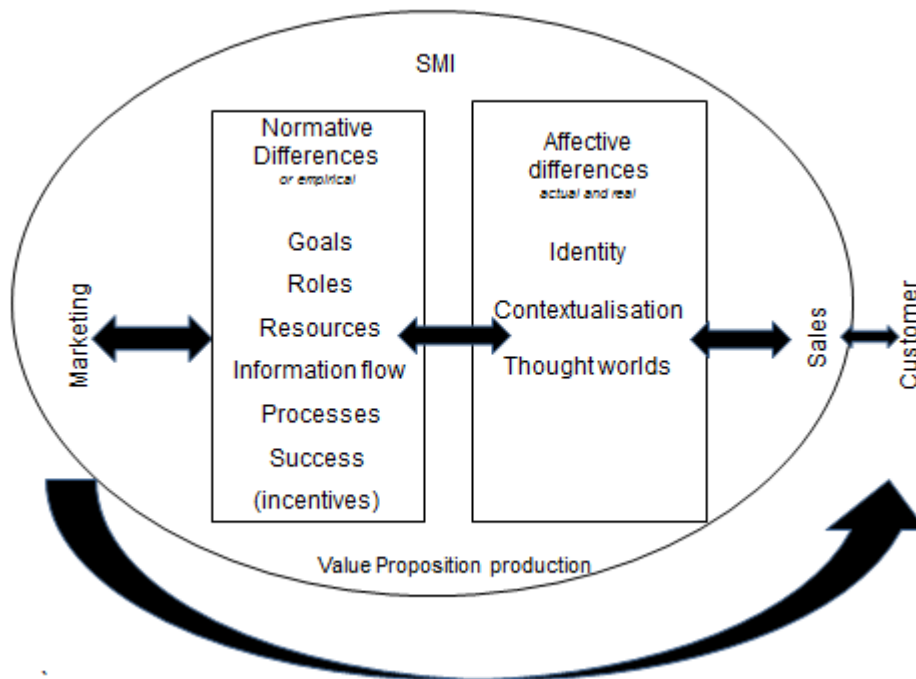 SMI
Normative
Differences
or empirical
Goals
Roles
Resources
Information flow
Processes
Success
(incentives)
Affective
differences
actual and real
Identity
Contextualisation
Thought worlds
Marketing
Sales
Customer
Value Proposition production